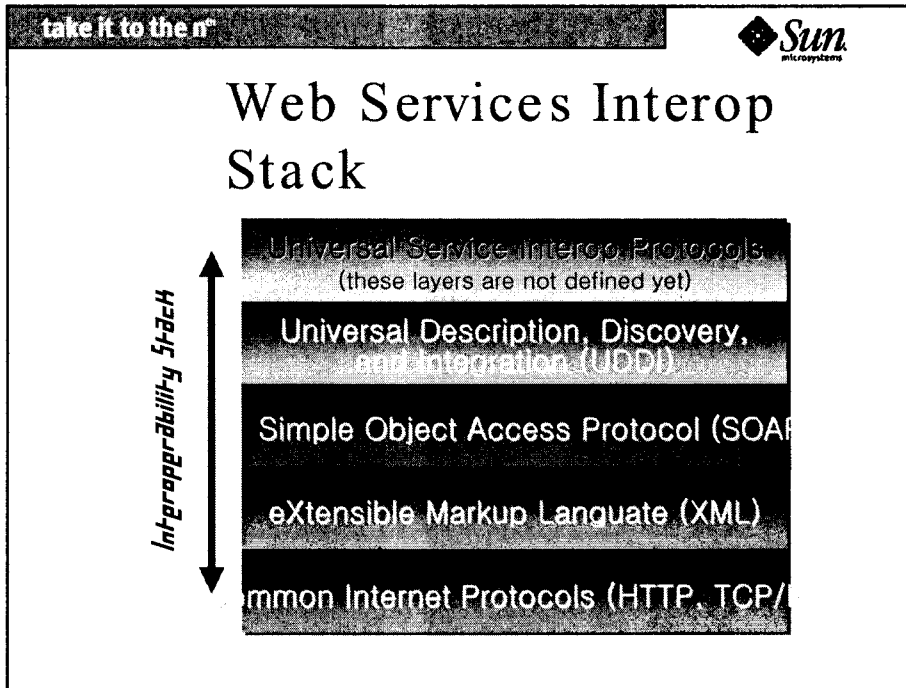 take it to the nth
Sun
microsystems
Web Services Interop
Stack
Interoperability Stack
Universal Service Interop Protocols
(these layers are not defined yet)
Universal Description, Discovery,
and Integration (UDDI)
Simple Object Access Protocol (SOAP
eXtensible Markup Languate (XML)
mmon Internet Protocols (HTTP, TCP/